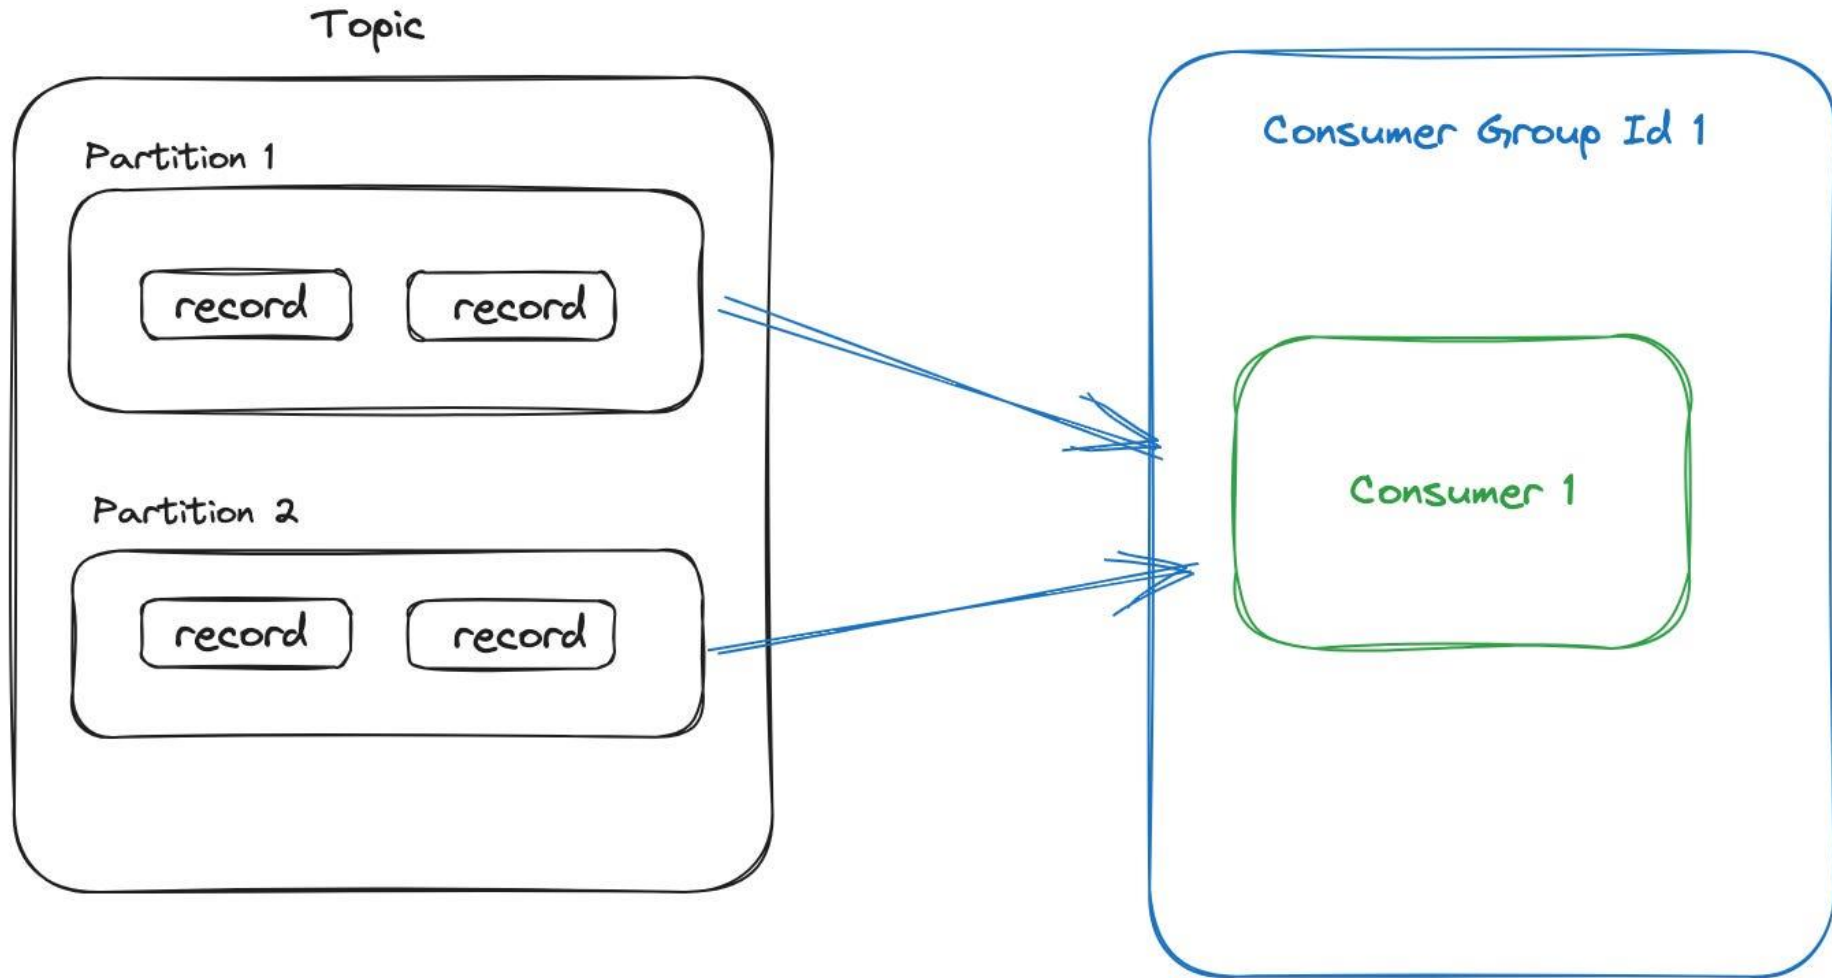 Topic
Partition 1
record record
Partition 2
record record
Consumer Group Id 1
Consumer 1